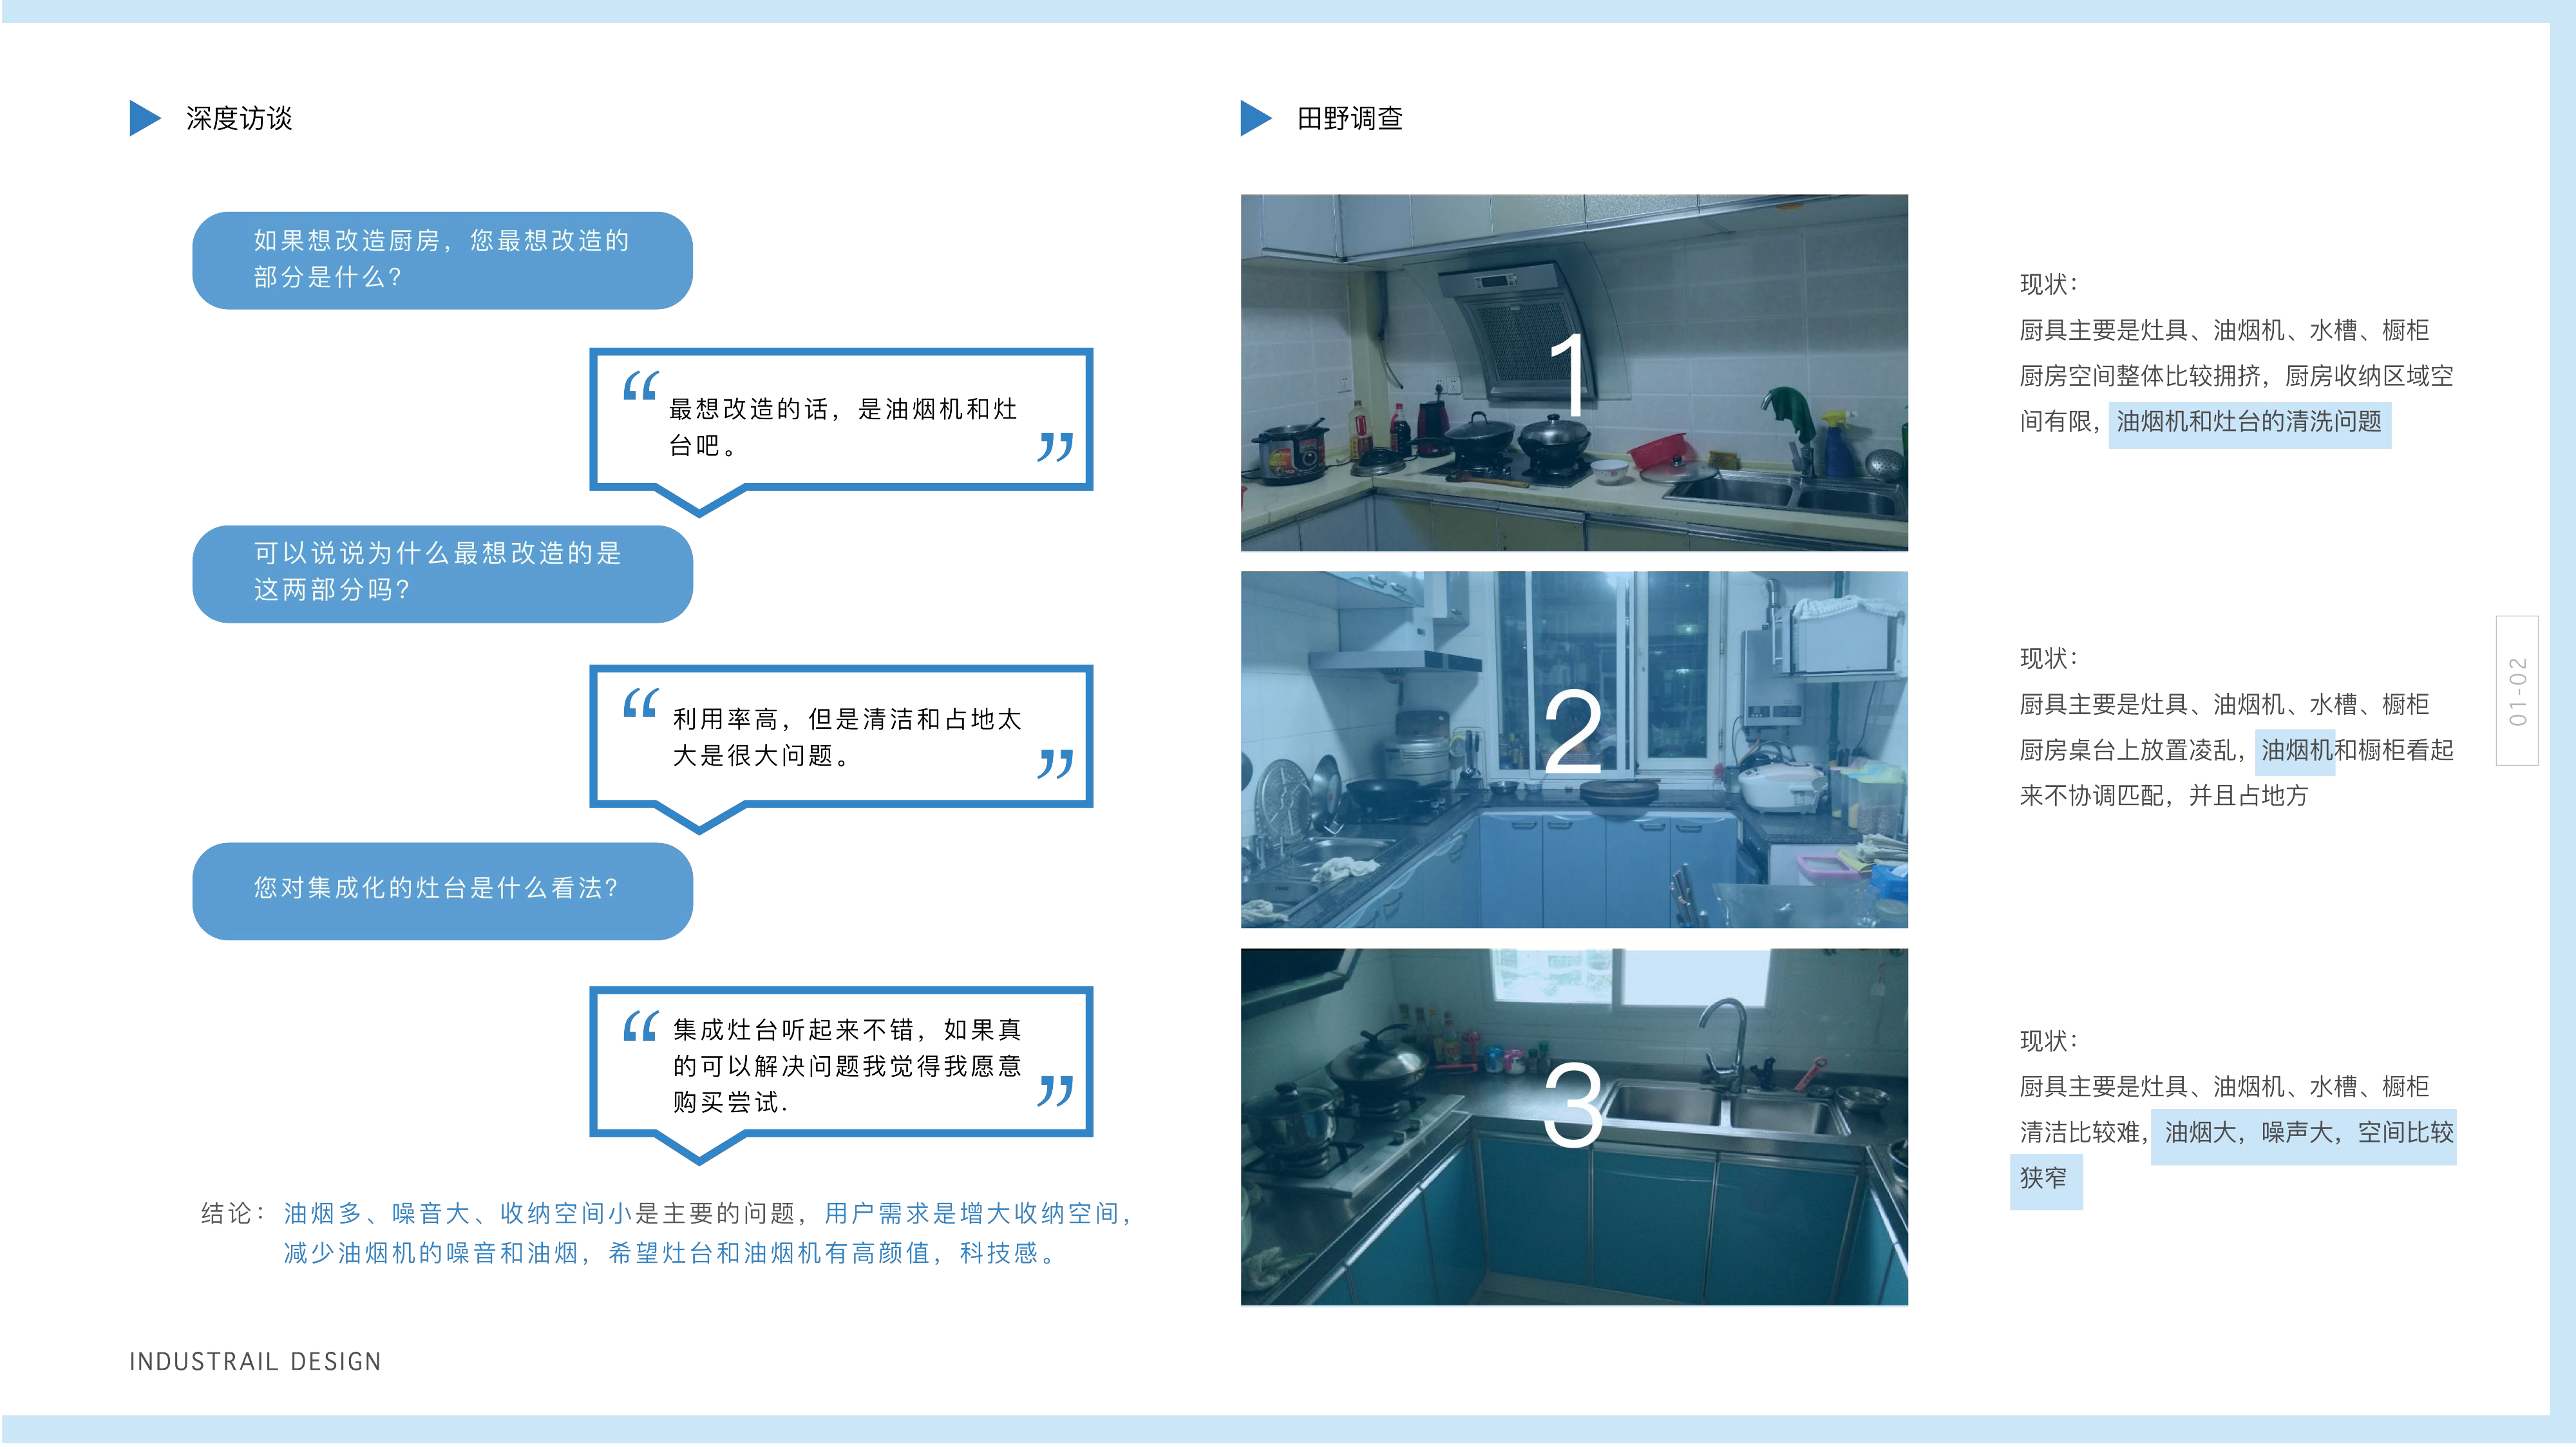 深度访谈
如果想改造厨房，您最想改造的
部分是什么？
“最想改造的话，是油烟机和灶
台吧。”
可以说说为什么最想改造的是
这两部分吗？
“利用率高，但是清洁和占地太
大是很大问题。”
您对集成化的灶台是什么看法？
“集成灶台听起来不错，如果真
的可以解决问题我觉得我愿意
购买尝试.”
结论：油烟多、噪音大、收纳空间小是主要的问题，用户需求是增大收纳空间，
减少油烟机的噪音和油烟，希望灶台和油烟机有高颜值，科技感。
INDUSTRAIL DESIGN
田野调查
1
现状：
厨具主要是灶具、油烟机、水槽、橱柜
厨房空间整体比较拥挤，厨房收纳区域空
间有限，油烟机和灶台的清洗问题
2
现状：
厨具主要是灶具、油烟机、水槽、橱柜
厨房桌台上放置凌乱，油烟机和橱柜看起
来不协调匹配，并且占地方
3
现状：
厨具主要是灶具、油烟机、水槽、橱柜
清洁比较难，油烟大，噪声大，空间比较
狭窄
01-02